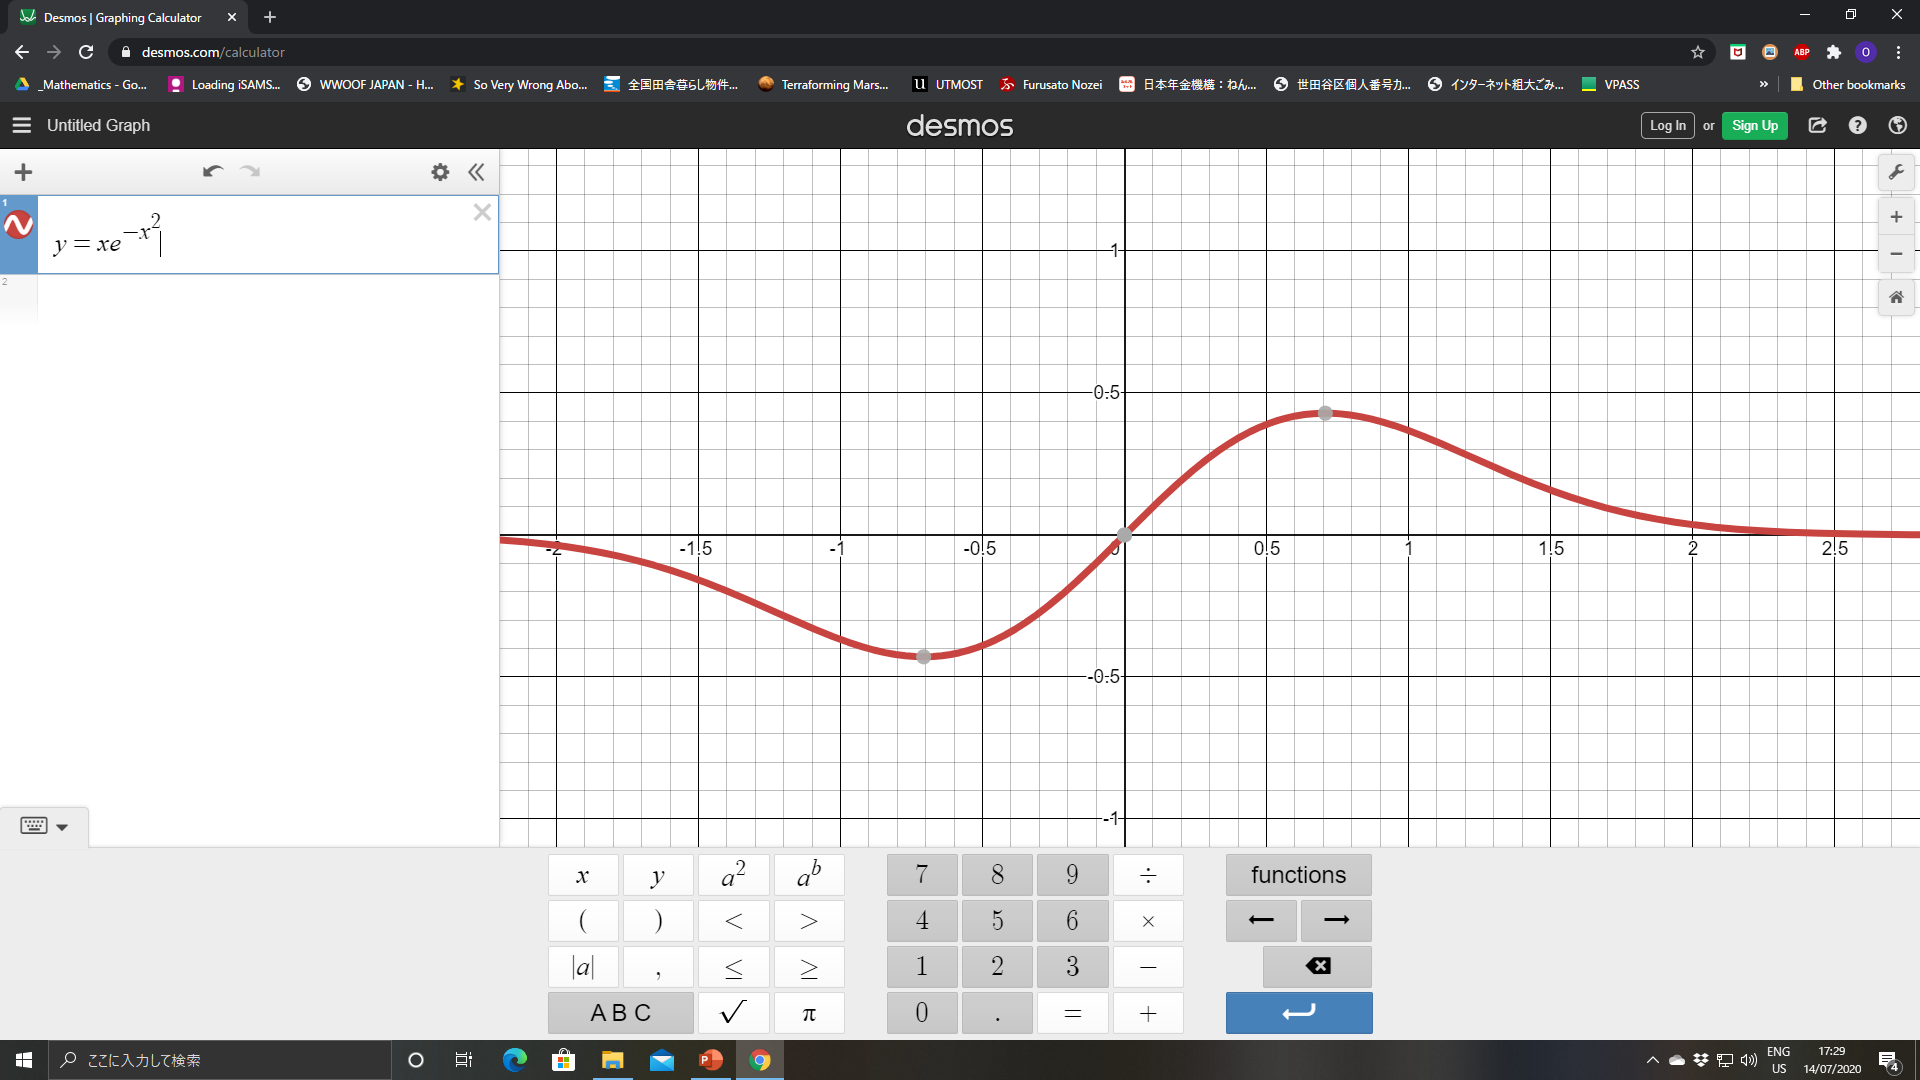 Desmos | Graphing Calculator
desmos.com/calculator
_Mathematics - Go...
Loading iSAMS...
WWOOF JAPAN - H...
So Very Wrong Abo...
全国田舎暮らし物件...
Terraforming Mars...
UTMOST
Furusato Nozei
日本年金機構：ねん...
世田谷区個人番号カ...
インターネット粗大ごみ...
VPASS
»
Other bookmarks
Untitled Graph
desmos
Log In or Sign Up
1
y = xe^{-x^2}
2
1
0.5
-2 -1.5 -1 -0.5 0 0.5 1 1.5 2 2.5
-0.5
-1
x y a² a^b 7 8 9 ÷ functions
( ) < > 4 5 6 × ← →
|a| , ≤ ≥ 1 2 3 −
A B C √ π 0 . = +
ここに入力して検索
ENG
US
17:29
14/07/2020
4
ABP
O